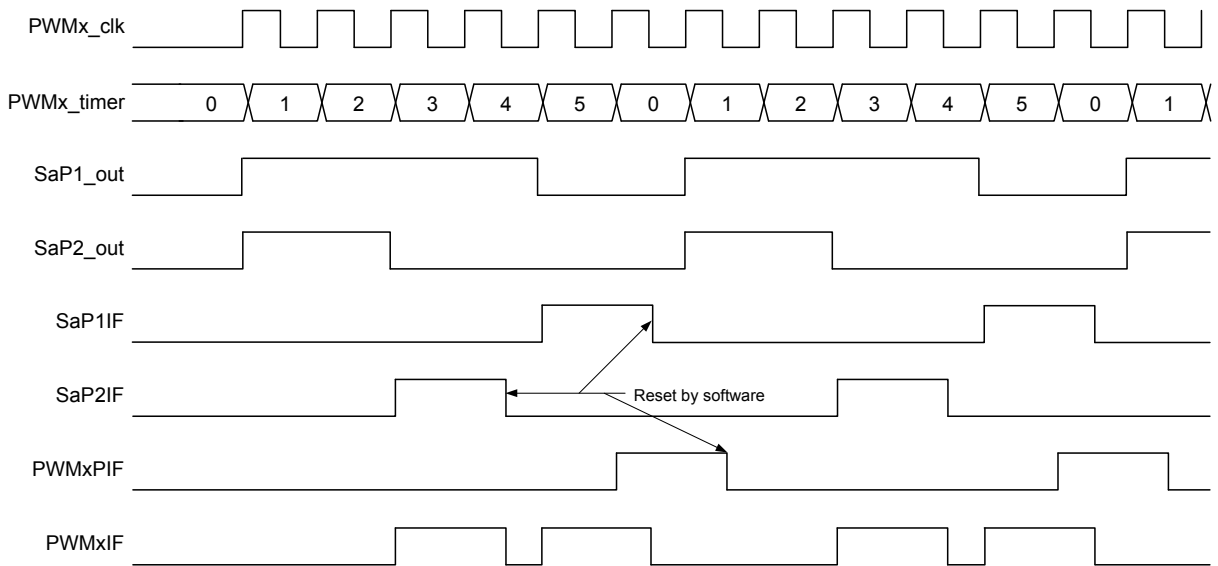 PWMx_clk
PWMx_timer 0 1 2 3 4 5 0 1 2 3 4 5 0 1
SaP1_out
SaP2_out
SaP1IF
SaP2IF Reset by software
PWMxPIF
PWMxIF